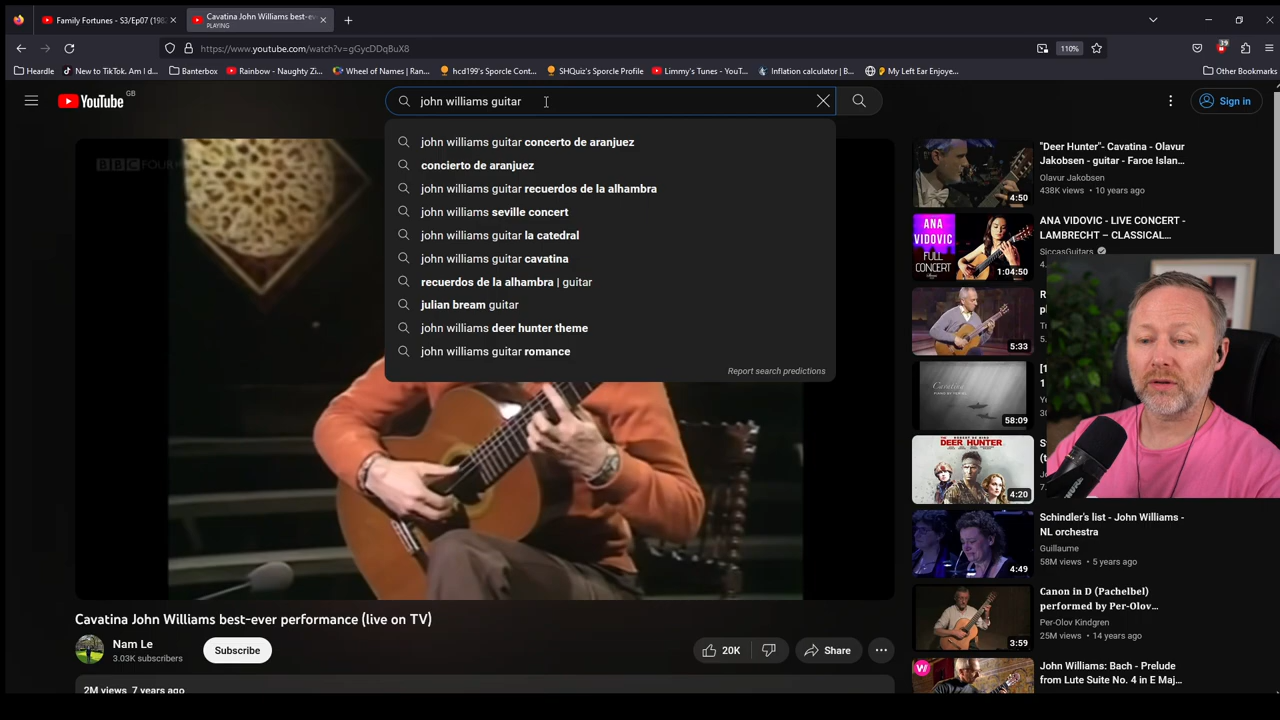 Family Fortunes - S3/Ep07 (198
Cavatina John Williams best-ev
PLAYING
https://www.youtube.com/watch?v=gGycDDqBuX8
110%
39
Heardle
New to TikTok, Am I d...
Banterbox
Rainbow - Naughty Zi...
Wheel of Names | Ran...
hcd199's Sporcle Cont...
SHQuiz's Sporcle Profile
Limmy's Tunes - YouT...
Inflation calculator | B...
My Left Ear Enjoye...
Other Bookmarks
YouTube GB
john williams guitar
Sign in
BBC FOUR
john williams guitar concerto de aranjuez
concierto de aranjuez
john williams guitar recuerdos de la alhambra
john williams seville concert
john williams guitar la catedral
john williams guitar cavatina
recuerdos de la alhambra | guitar
julian bream guitar
john williams deer hunter theme
john williams guitar romance
Report search predictions
Cavatina John Williams best-ever performance (live on TV)
Nam Le
3.03K subscribers
Subscribe
20K
Share
2M views 7 years ago
"Deer Hunter"- Cavatina - Olavur
Jakobsen - guitar - Faroe Islan...
Olavur Jakobsen
438K views • 10 years ago
4:50
ANA VIDOVIC - LIVE CONCERT -
LAMBRECHT – CLASSICAL...
SiccasGuitars
ANA
VIDOVIC
FULL
CONCERT
1:04:50
5:33
Cavatina
58:09
DEER HUNTER
4:20
Schindler's list - John Williams -
NL orchestra
Guillaume
58M views • 5 years ago
4:49
Canon in D (Pachelbel)
performed by Per-Olov...
Per-Olov Kindgren
25M views • 14 years ago
3:59
John Williams: Bach - Prelude
from Lute Suite No. 4 in E Maj...